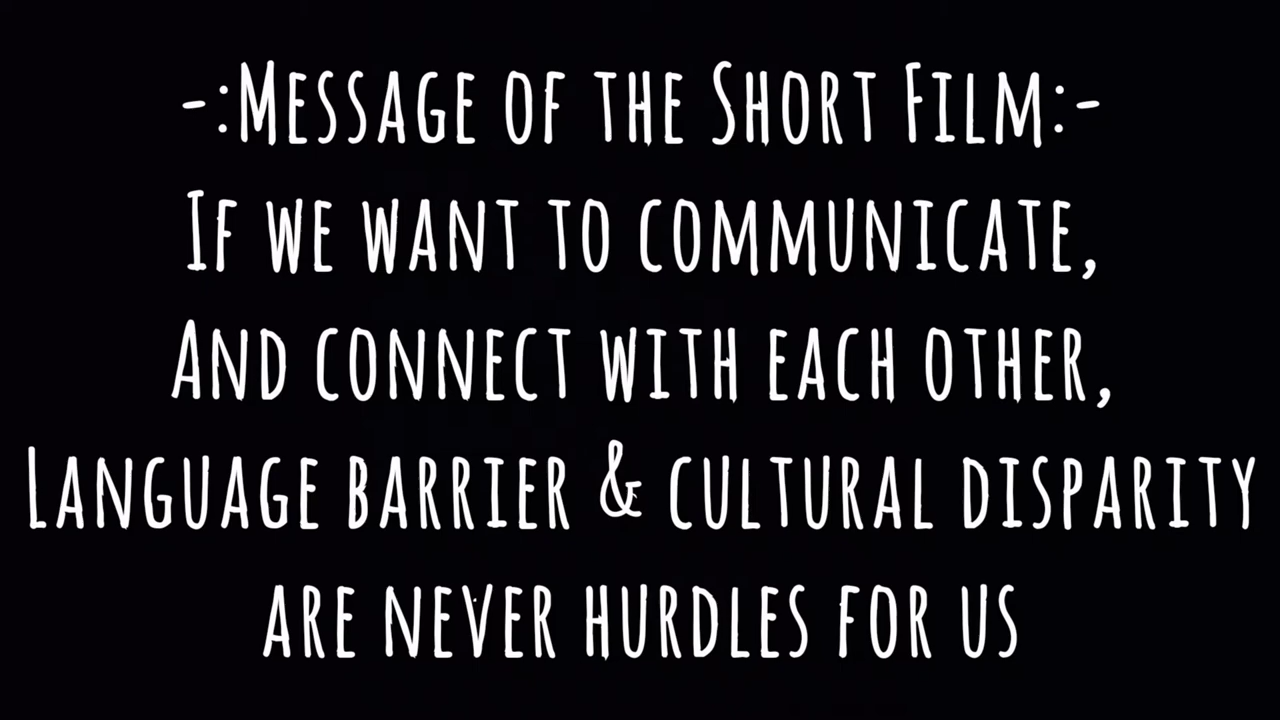 -:Message of the Short Film:-
If we want to communicate,
And connect with each other,
Language barrier & cultural disparity
are never hurdles for us